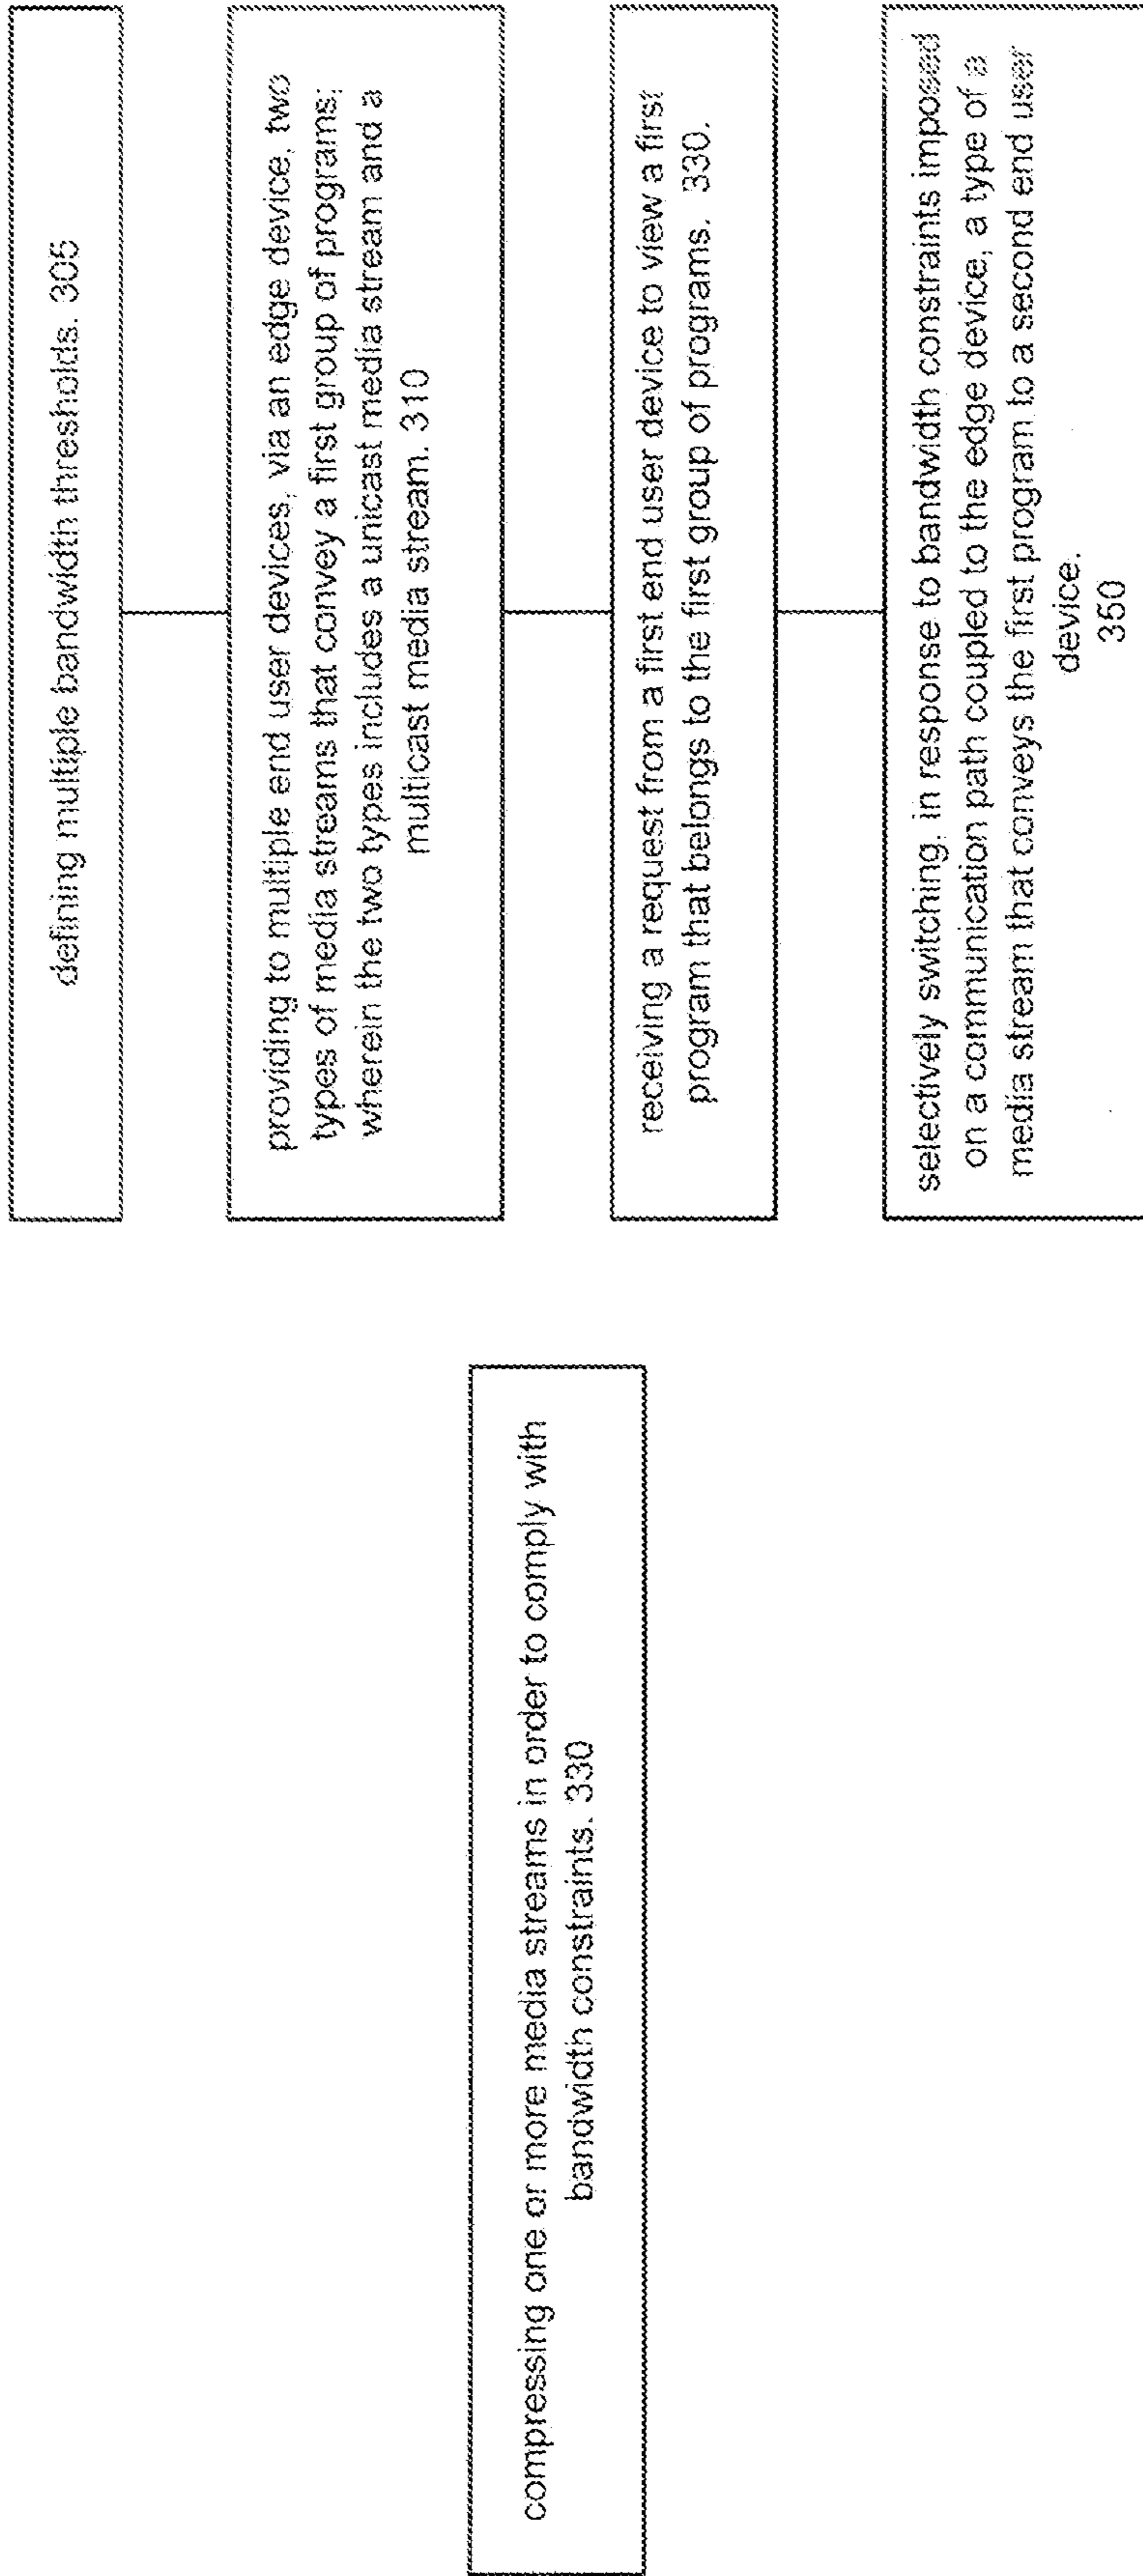 defining multiple bandwidth thresholds. 305
providing to multiple end user devices, via an edge device, two
types of media streams that convey a first group of programs;
wherein the two types includes a unicast media stream and a
multicast media stream. 310
receiving a request from a first end user device to view a first
program that belongs to the first group of programs. 330.
selectively switching, in response to bandwidth constraints imposed
on a communication path coupled to the edge device, a type of a
media stream that conveys the first program to a second end user
device.
350
compressing one or more media streams in order to comply with
bandwidth constraints. 330